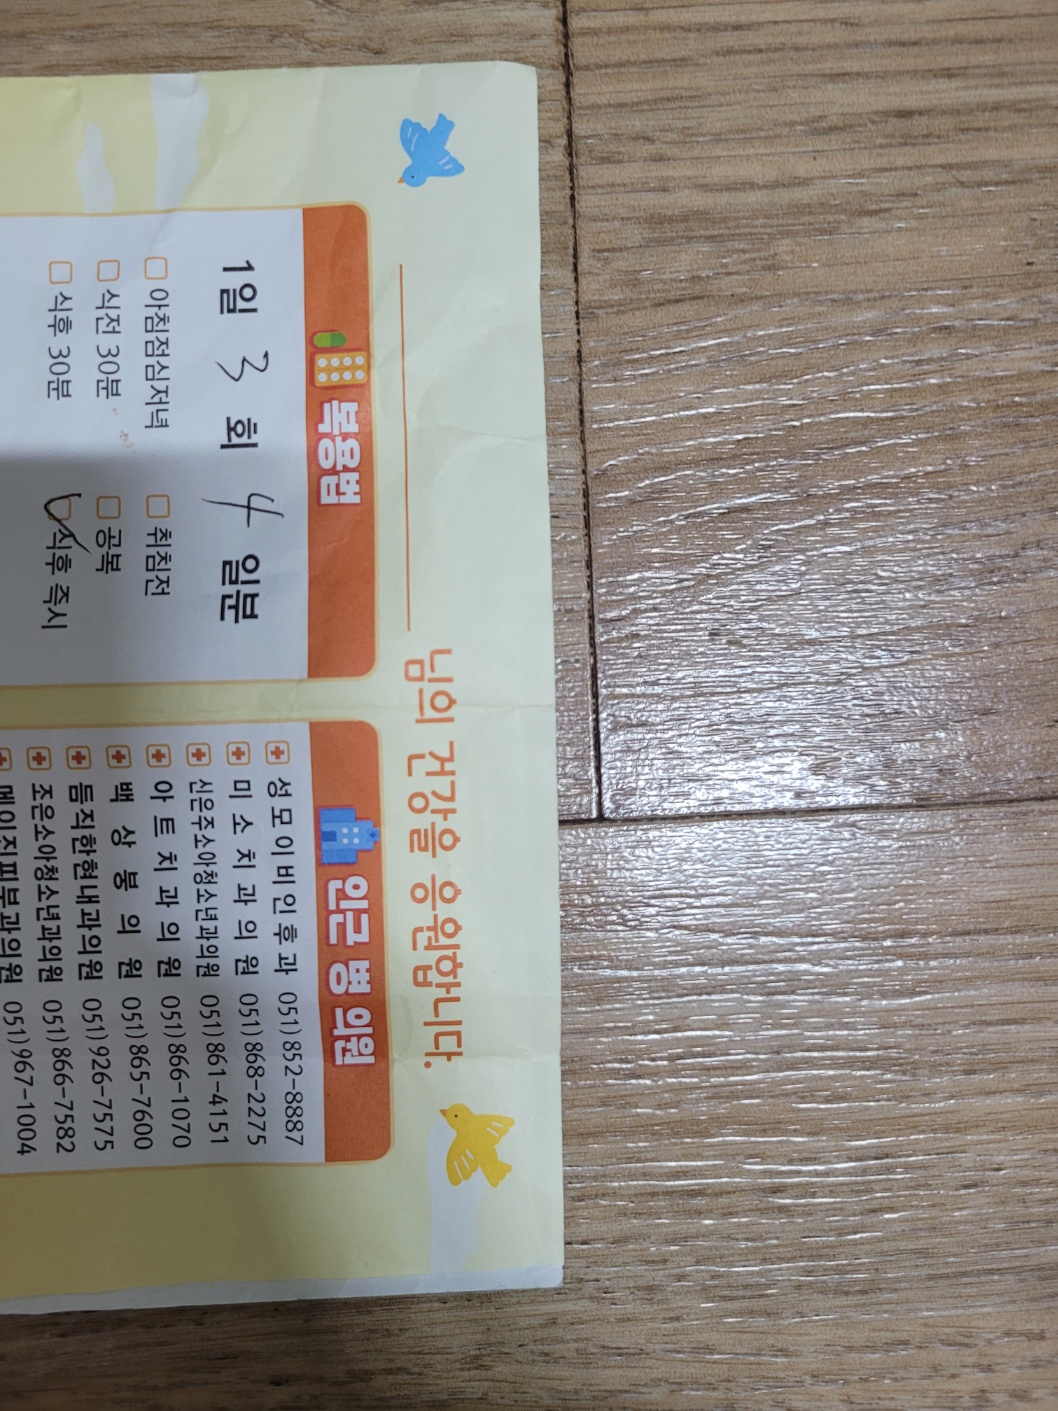 님의 건강을 응원합니다.
복용법
1일 3 회 4 일분
아침점심저녁 취침전
식전 30분 공복
식후 30분 식후 즉시
인근 병 의원
성모이비인후과 051)852-8887
미소치과의원 051)868-2275
신은주소아청소년과의원 051)861-4151
아트치과의원 051)866-1070
백상봉의원 051)865-7600
듬직한현내과의원 051)926-7575
조은소아청소년과의원 051)866-7582
메이즈피부과의원 051)967-1004